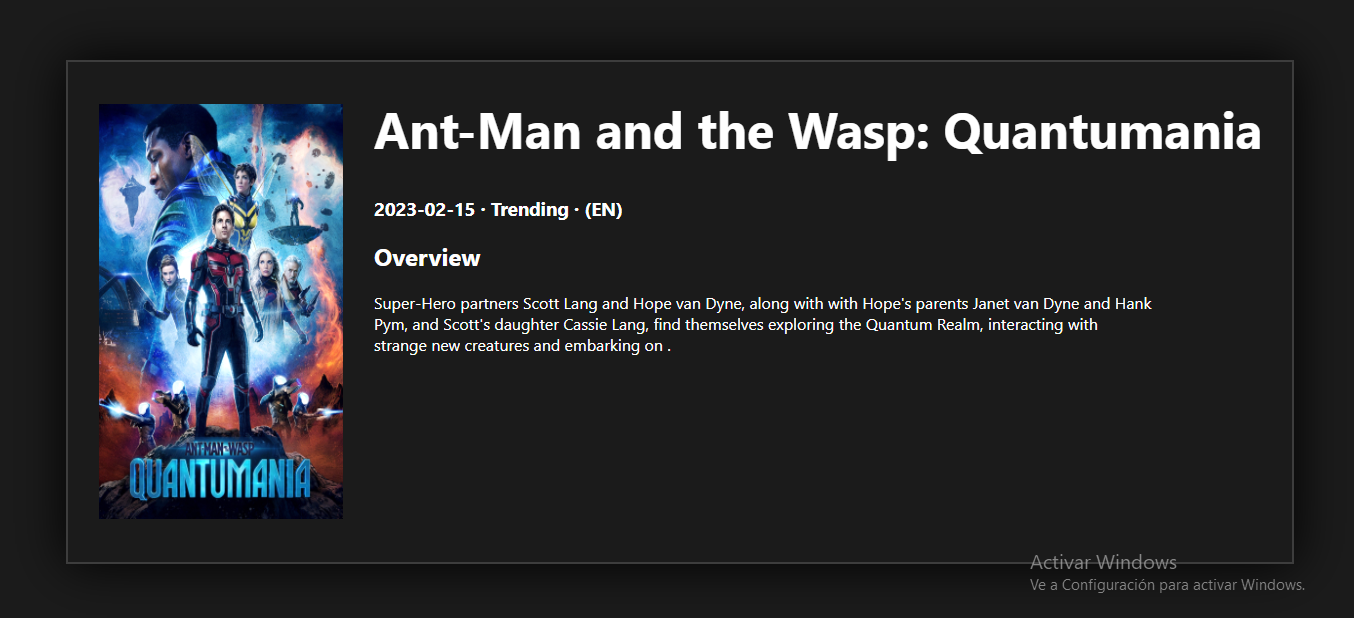 Ant-Man and the Wasp: Quantumania
2023-02-15 · Trending · (EN)
Overview
Super-Hero partners Scott Lang and Hope van Dyne, along with with Hope's parents Janet van Dyne and Hank
Pym, and Scott's daughter Cassie Lang, find themselves exploring the Quantum Realm, interacting with
strange new creatures and embarking on .
ANT-MAN AND THE WASP
QUANTUMANIA
Activar Windows
Ve a Configuración para activar Windows.